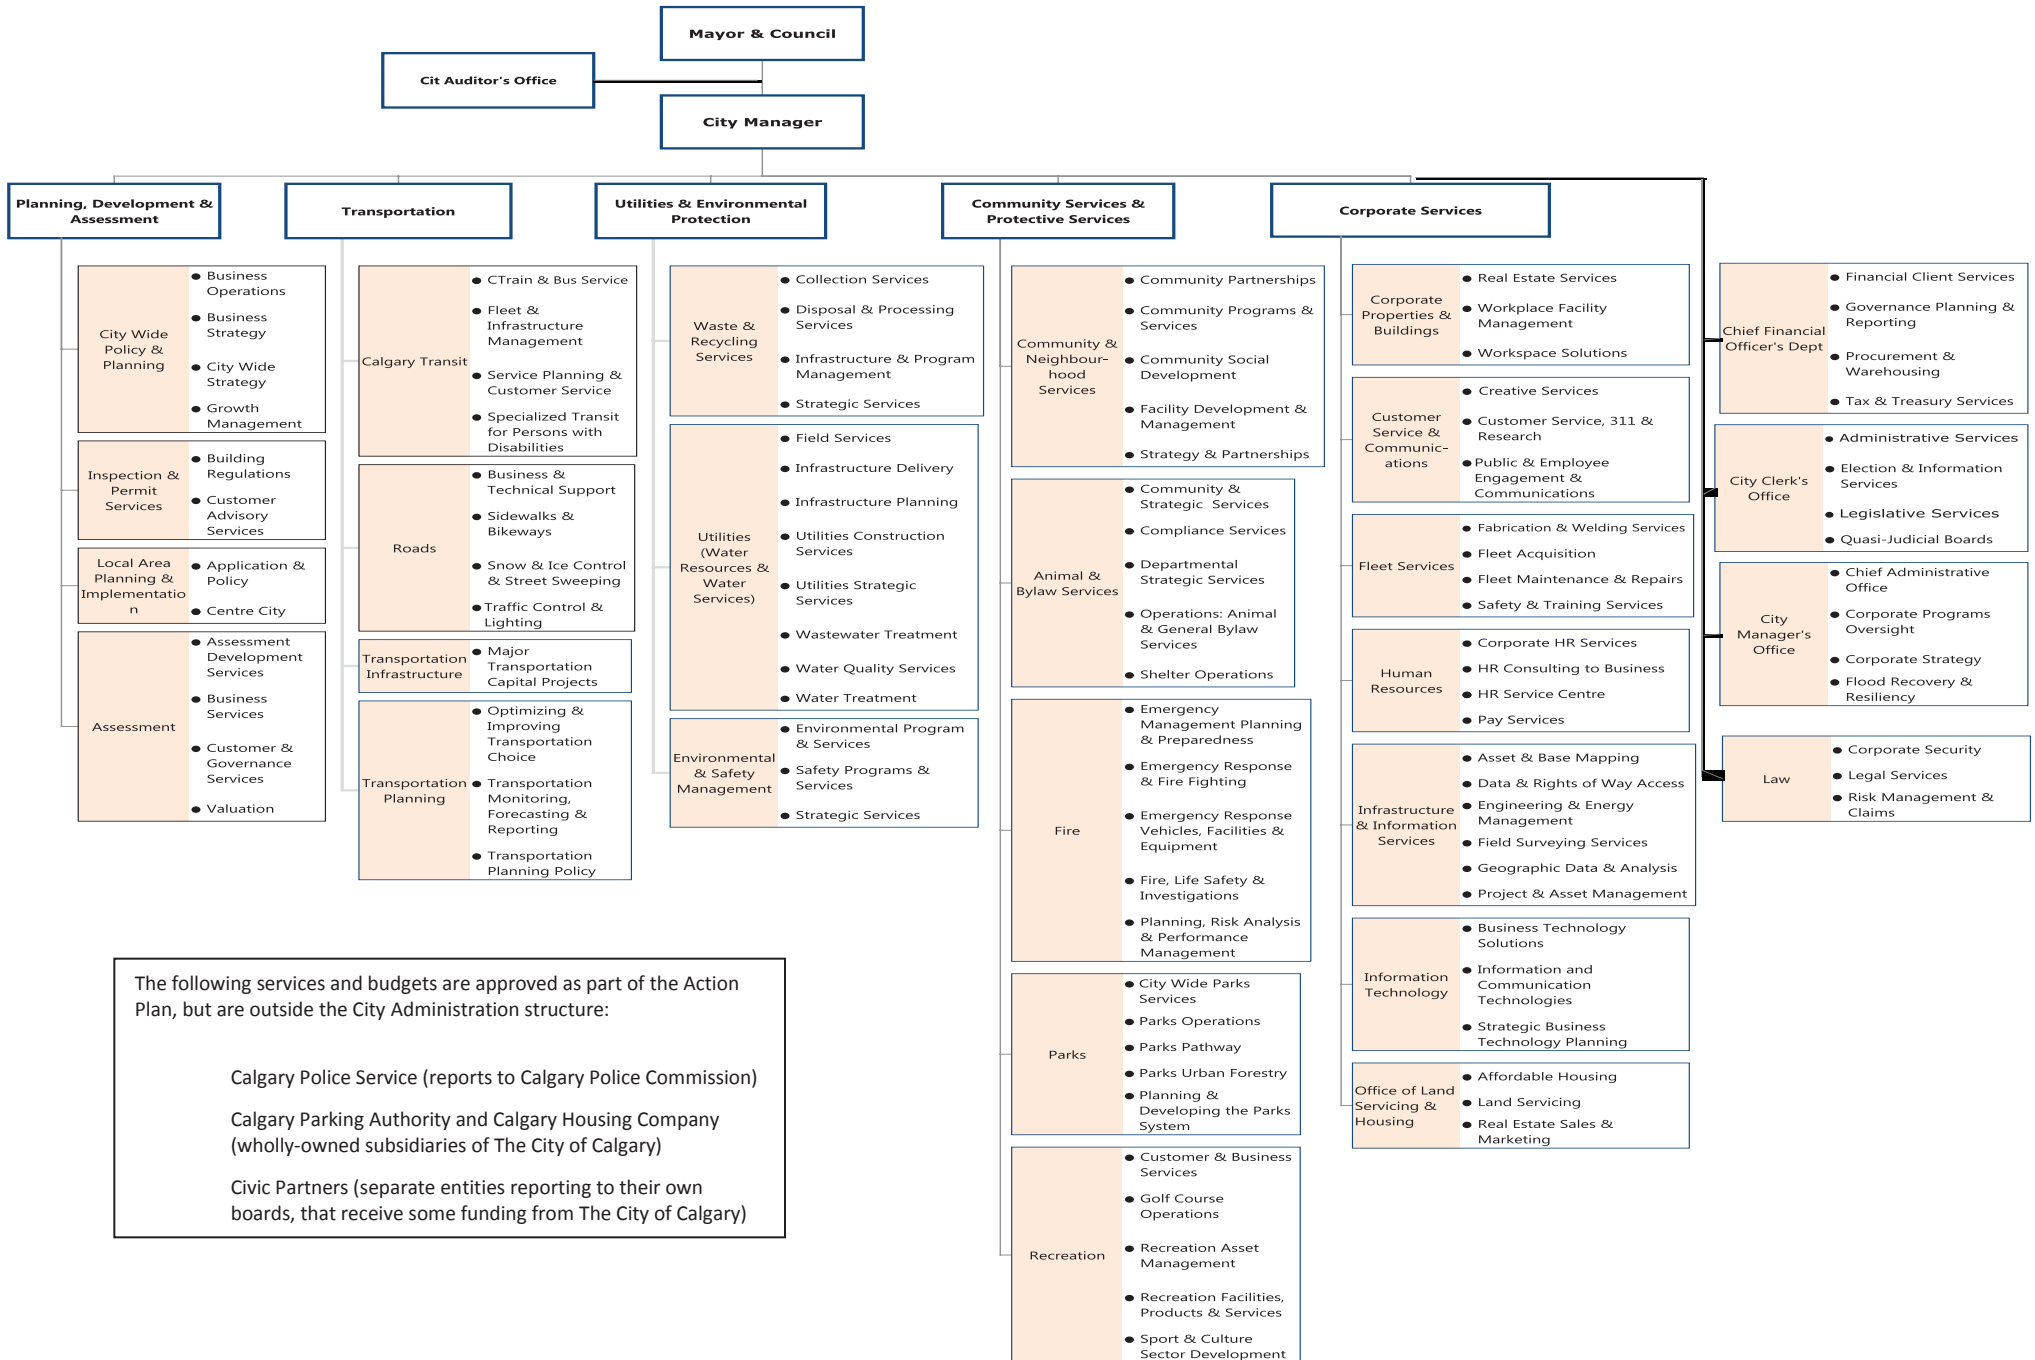 Mayor & Council
Cit Auditor's Office
City Manager
Planning, Development &
Assessment
Transportation
Utilities & Environmental
Protection
Community Services &
Protective Services
Corporate Services
City Wide
Policy &
Planning
● Business
Operations
● Business
Strategy
● City Wide
Strategy
● Growth
Management
Inspection &
Permit
Services
● Building
Regulations
● Customer
Advisory
Services
Local Area
Planning &
Implementatio
n
● Application &
Policy
● Centre City
Assessment
● Assessment
Development
Services
● Business
Services
● Customer &
Governance
Services
● Valuation
Calgary Transit
● CTrain & Bus Service
● Fleet &
Infrastructure
Management
● Service Planning &
Customer Service
● Specialized Transit
for Persons with
Disabilities
Roads
● Business &
Technical Support
● Sidewalks &
Bikeways
● Snow & Ice Control
& Street Sweeping
● Traffic Control &
Lighting
Transportation
Infrastructure
● Major
Transportation
Capital Projects
Transportation
Planning
● Optimizing &
Improving
Transportation
Choice
● Transportation
Monitoring,
Forecasting &
Reporting
● Transportation
Planning Policy
Waste &
Recycling
Services
● Collection Services
● Disposal & Processing
Services
● Infrastructure & Program
Management
● Strategic Services
Utilities
(Water
Resources &
Water
Services)
● Field Services
● Infrastructure Delivery
● Infrastructure Planning
● Utilities Construction
Services
● Utilities Strategic
Services
● Wastewater Treatment
● Water Quality Services
● Water Treatment
Environmental
& Safety
Management
● Environmental Program
& Services
● Safety Programs &
Services
● Strategic Services
Community &
Neighbour-
hood
Services
● Community Partnerships
● Community Programs &
Services
● Community Social
Development
● Facility Development &
Management
● Strategy & Partnerships
Animal &
Bylaw Services
● Community &
Strategic Services
● Compliance Services
● Departmental
Strategic Services
● Operations: Animal
& General Bylaw
Services
● Shelter Operations
Fire
● Emergency
Management Planning
& Preparedness
● Emergency Response
& Fire Fighting
● Emergency Response
Vehicles, Facilities &
Equipment
● Fire, Life Safety &
Investigations
● Planning, Risk Analysis
& Performance
Management
Parks
● City Wide Parks
Services
● Parks Operations
● Parks Pathway
● Parks Urban Forestry
● Planning &
Developing the Parks
System
Recreation
● Customer & Business
Services
● Golf Course
Operations
● Recreation Asset
Management
● Recreation Facilities,
Products & Services
● Sport & Culture
Sector Development
Corporate
Properties &
Buildings
● Real Estate Services
● Workplace Facility
Management
● Workspace Solutions
Customer
Service &
Communic-
ations
● Creative Services
● Customer Service, 311 &
Research
● Public & Employee
Engagement &
Communications
Fleet Services
● Fabrication & Welding Services
● Fleet Acquisition
● Fleet Maintenance & Repairs
● Safety & Training Services
Human
Resources
● Corporate HR Services
● HR Consulting to Business
● HR Service Centre
● Pay Services
Infrastructure
& Information
Services
● Asset & Base Mapping
● Data & Rights of Way Access
● Engineering & Energy
Management
● Field Surveying Services
● Geographic Data & Analysis
● Project & Asset Management
Information
Technology
● Business Technology
Solutions
● Information and
Communication
Technologies
● Strategic Business
Technology Planning
Office of Land
Servicing &
Housing
● Affordable Housing
● Land Servicing
● Real Estate Sales &
Marketing
Chief Financial
Officer's Dept
● Financial Client Services
● Governance Planning &
Reporting
● Procurement &
Warehousing
● Tax & Treasury Services
City Clerk's
Office
● Administrative Services
● Election & Information
Services
● Legislative Services
● Quasi-Judicial Boards
City
Manager's
Office
● Chief Administrative
Office
● Corporate Programs
Oversight
● Corporate Strategy
● Flood Recovery &
Resiliency
Law
● Corporate Security
● Legal Services
● Risk Management &
Claims
The following services and budgets are approved as part of the Action
Plan, but are outside the City Administration structure:
Calgary Police Service (reports to Calgary Police Commission)
Calgary Parking Authority and Calgary Housing Company
(wholly-owned subsidiaries of The City of Calgary)
Civic Partners (separate entities reporting to their own
boards, that receive some funding from The City of Calgary)